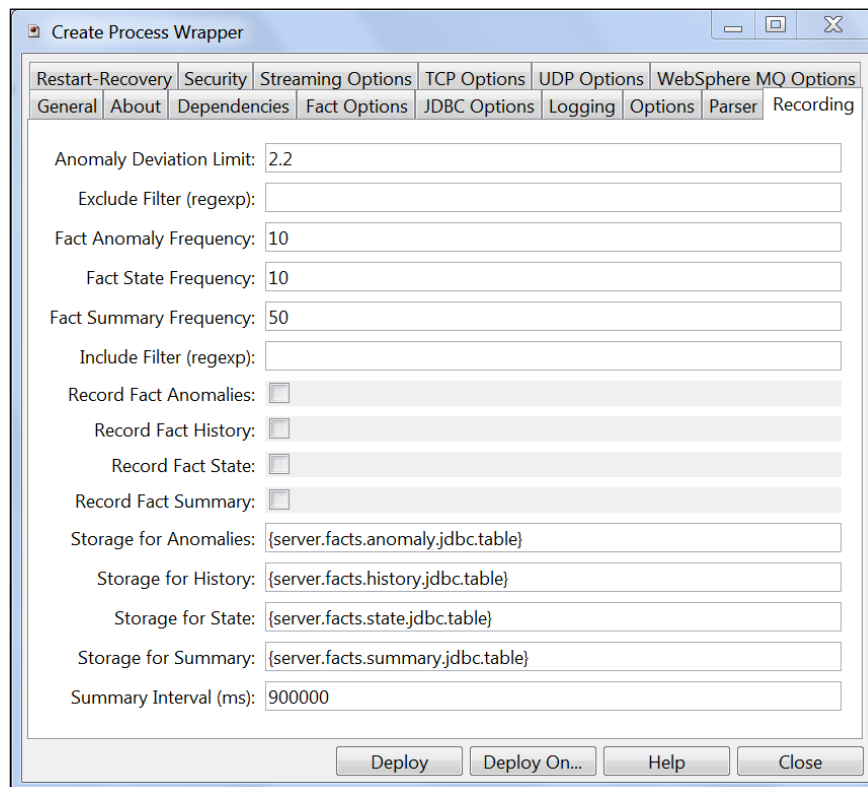 Create Process Wrapper
Restart-Recovery Security Streaming Options TCP Options UDP Options WebSphere MQ Options
General About Dependencies Fact Options JDBC Options Logging Options Parser Recording
Anomaly Deviation Limit: 2.2
Exclude Filter (regexp):
Fact Anomaly Frequency: 10
Fact State Frequency: 10
Fact Summary Frequency: 50
Include Filter (regexp):
Record Fact Anomalies:
Record Fact History:
Record Fact State:
Record Fact Summary:
Storage for Anomalies: {server.facts.anomaly.jdbc.table}
Storage for History: {server.facts.history.jdbc.table}
Storage for State: {server.facts.state.jdbc.table}
Storage for Summary: {server.facts.summary.jdbc.table}
Summary Interval (ms): 900000
Deploy Deploy On... Help Close